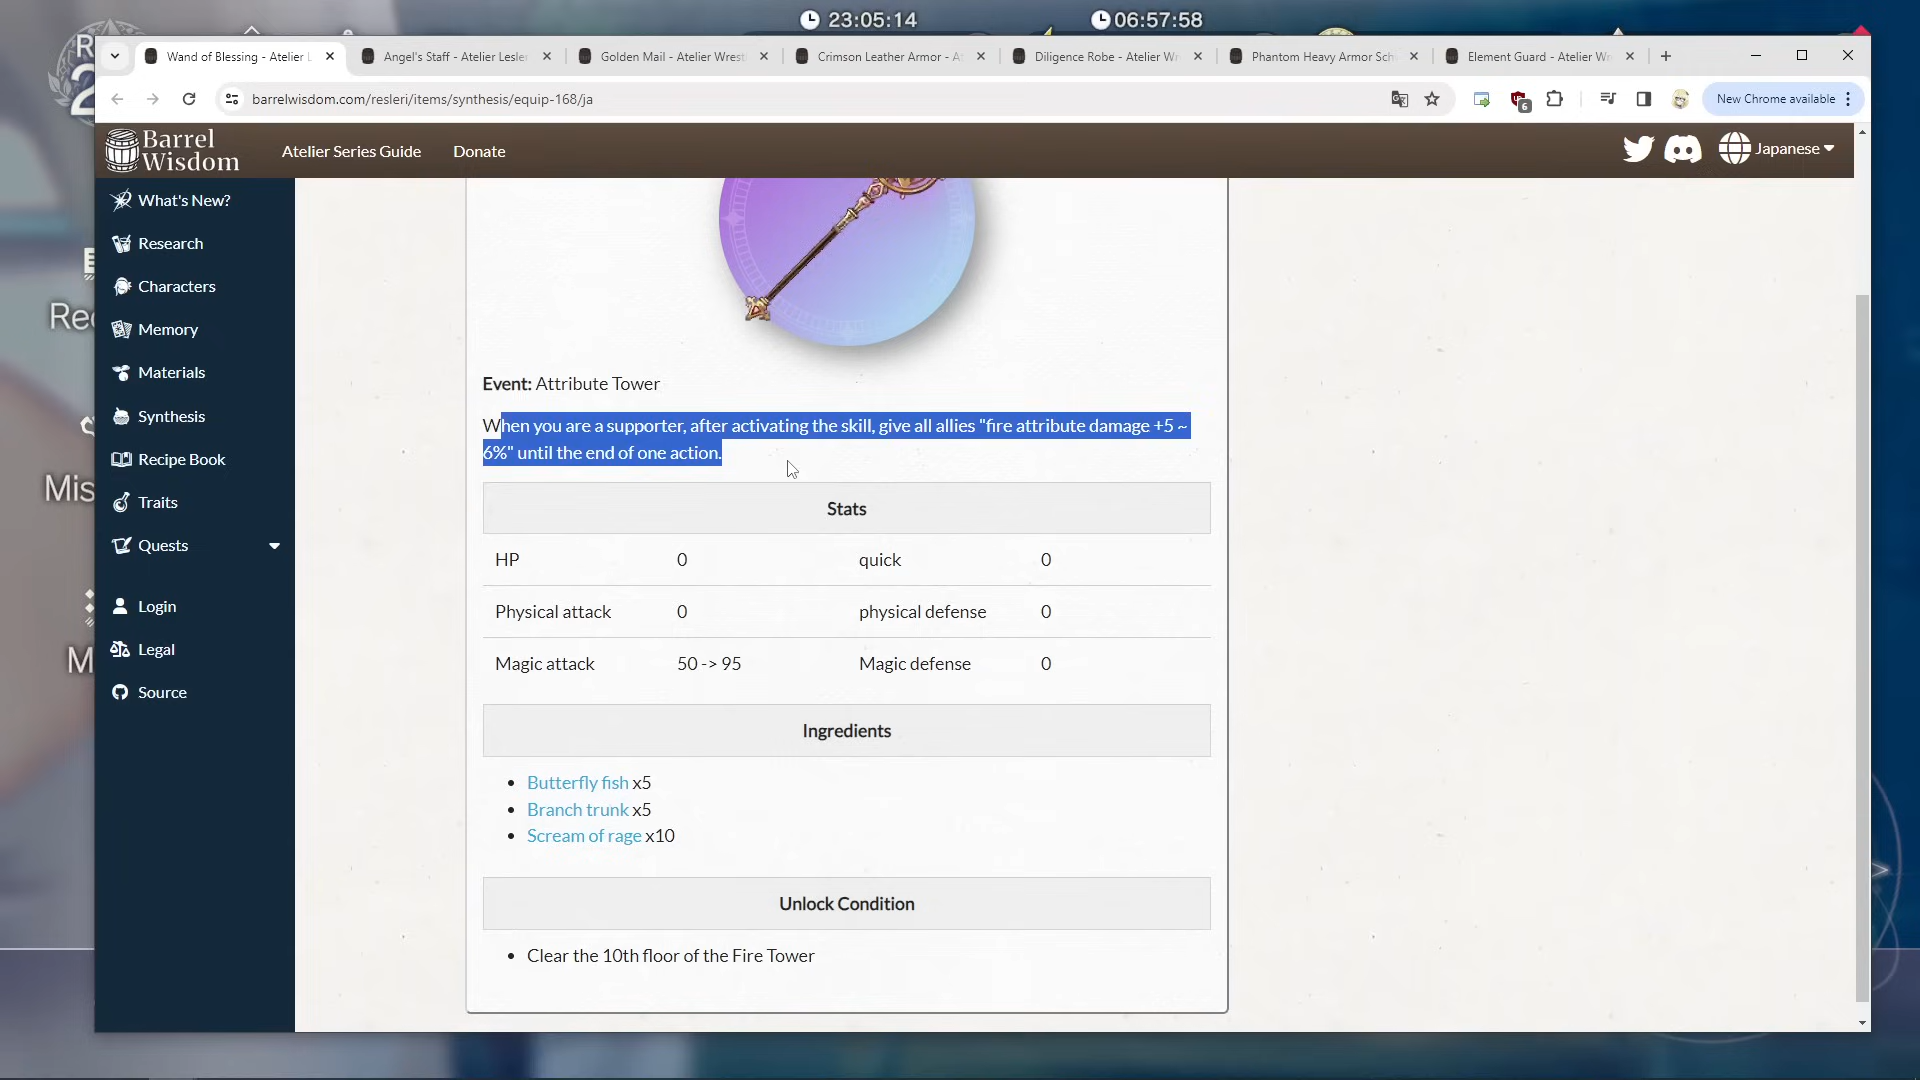 23:05:14
06:57:58
Wand of Blessing - Atelier L
Angel's Staff - Atelier Lesler
Golden Mail - Atelier Wrest
Crimson Leather Armor - A
Diligence Robe - Atelier Wr
Phantom Heavy Armor Sch
Element Guard - Atelier Wr
barrelwisdom.com/resleri/items/synthesis/equip-168/ja
6
New Chrome available
Barrel
Wisdom
Atelier Series Guide
Donate
Japanese
What's New?
Research
Characters
Memory
Materials
Synthesis
Recipe Book
Traits
Quests
Login
Legal
Source
Event: Attribute Tower
When you are a supporter, after activating the skill, give all allies "fire attribute damage +5 ~
6%" until the end of one action.
Stats
HP 0 quick 0
Physical attack 0 physical defense 0
Magic attack 50 -> 95 Magic defense 0
Ingredients
• Butterfly fish x5
• Branch trunk x5
• Scream of rage x10
Unlock Condition
• Clear the 10th floor of the Fire Tower